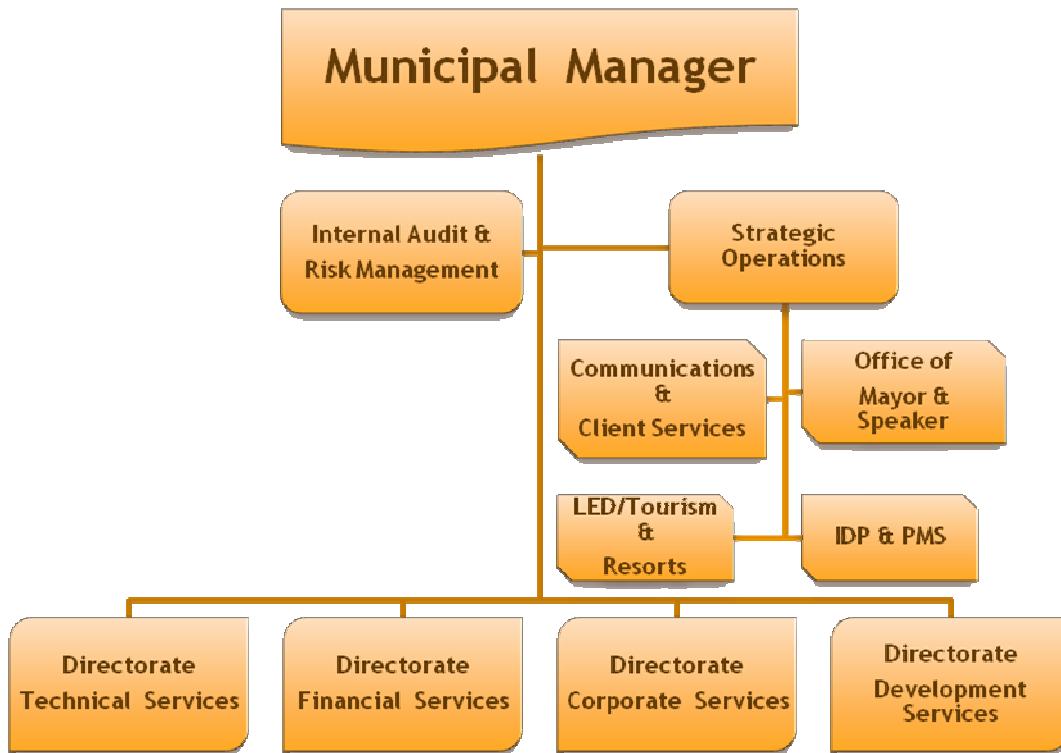 Municipal Manager
Internal Audit &
Risk Management
Strategic
Operations
Communications
&
Client Services
Office of
Mayor &
Speaker
LED/Tourism
&
Resorts
IDP & PMS
Directorate
Technical Services
Directorate
Financial Services
Directorate
Corporate Services
Directorate
Development
Services